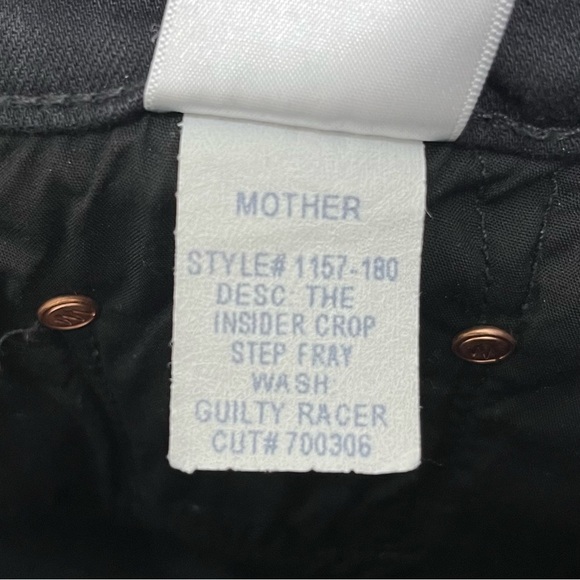 MOTHER
STYLE# 1157-180
DESC THE
INSIDER CROP
STEP FRAY
WASH
GUILTY RACER
CUT# 700306